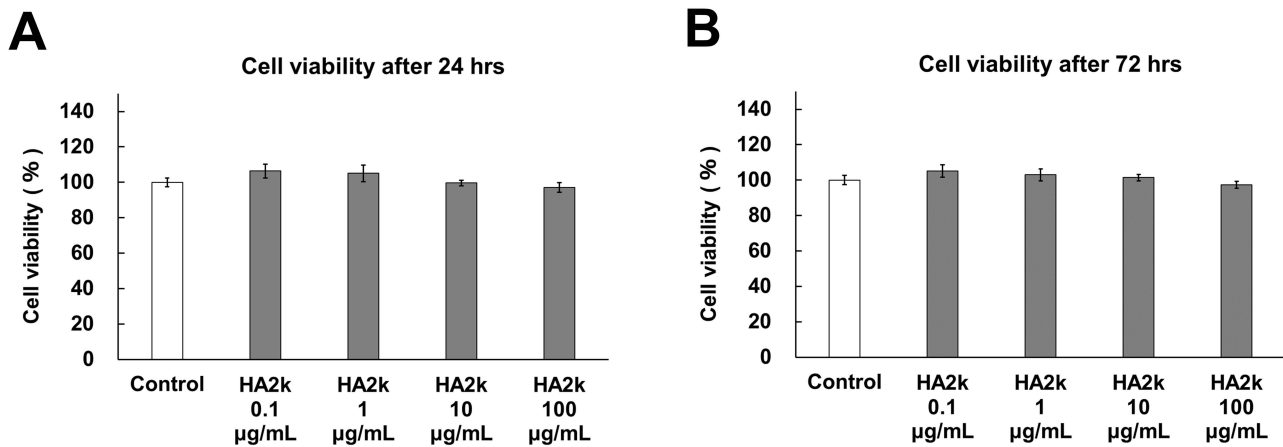 A
Cell viability after 24 hrs
Cell viability ( % )
140
120
100
80
60
40
20
0
Control
HA2k
0.1
µg/mL
HA2k
1
µg/mL
HA2k
10
µg/mL
HA2k
100
µg/mL
B
Cell viability after 72 hrs
Cell viability ( % )
140
120
100
80
60
40
20
0
Control
HA2k
0.1
µg/mL
HA2k
1
µg/mL
HA2k
10
µg/mL
HA2k
100
µg/mL